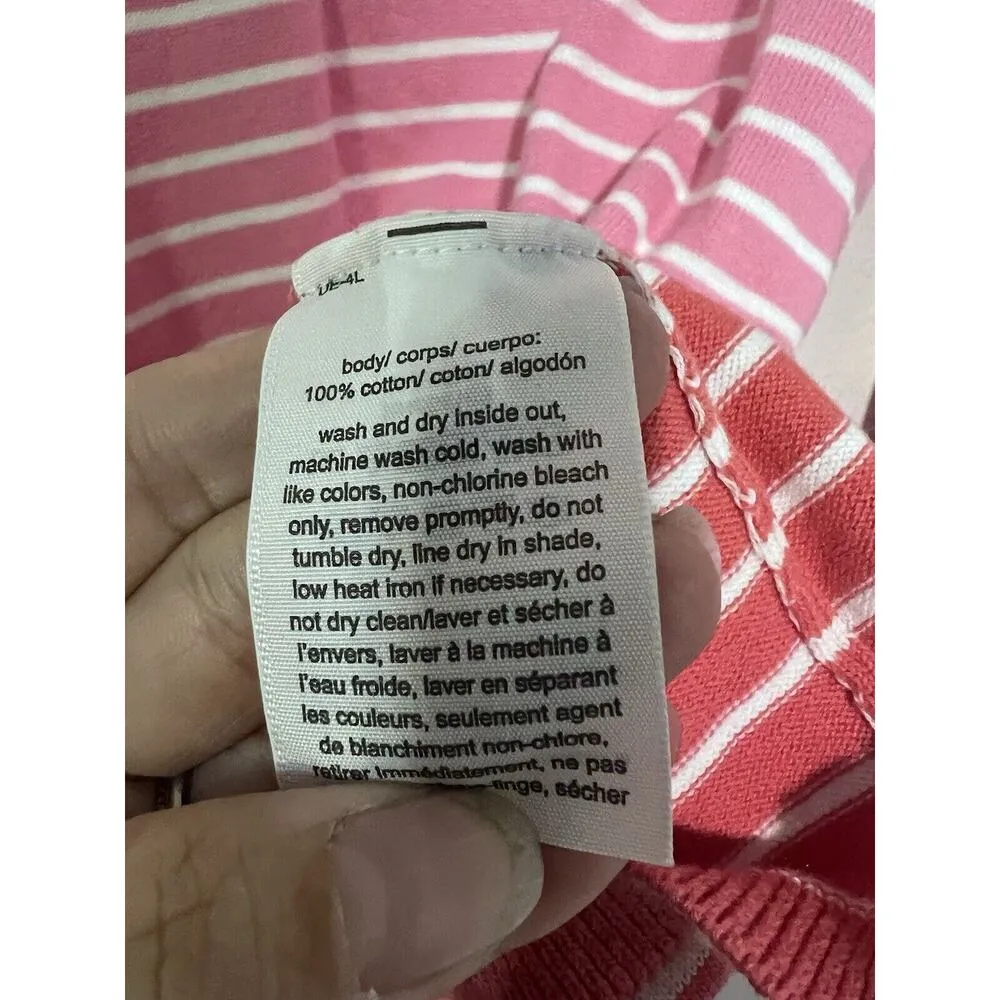 body/ corps/ cuerpo:
100% cotton/ coton/ algodón
wash and dry inside out,
machine wash cold, wash with
like colors, non-chlorine bleach
only, remove promptly, do not
tumble dry, line dry in shade,
low heat iron if necessary, do
not dry clean/laver et sécher à
l'envers, laver à la machine à
l'eau froide, laver en séparant
les couleurs, seulement agent
de blanchiment non-chlore,
retirer immédiatement, ne pas
sécher